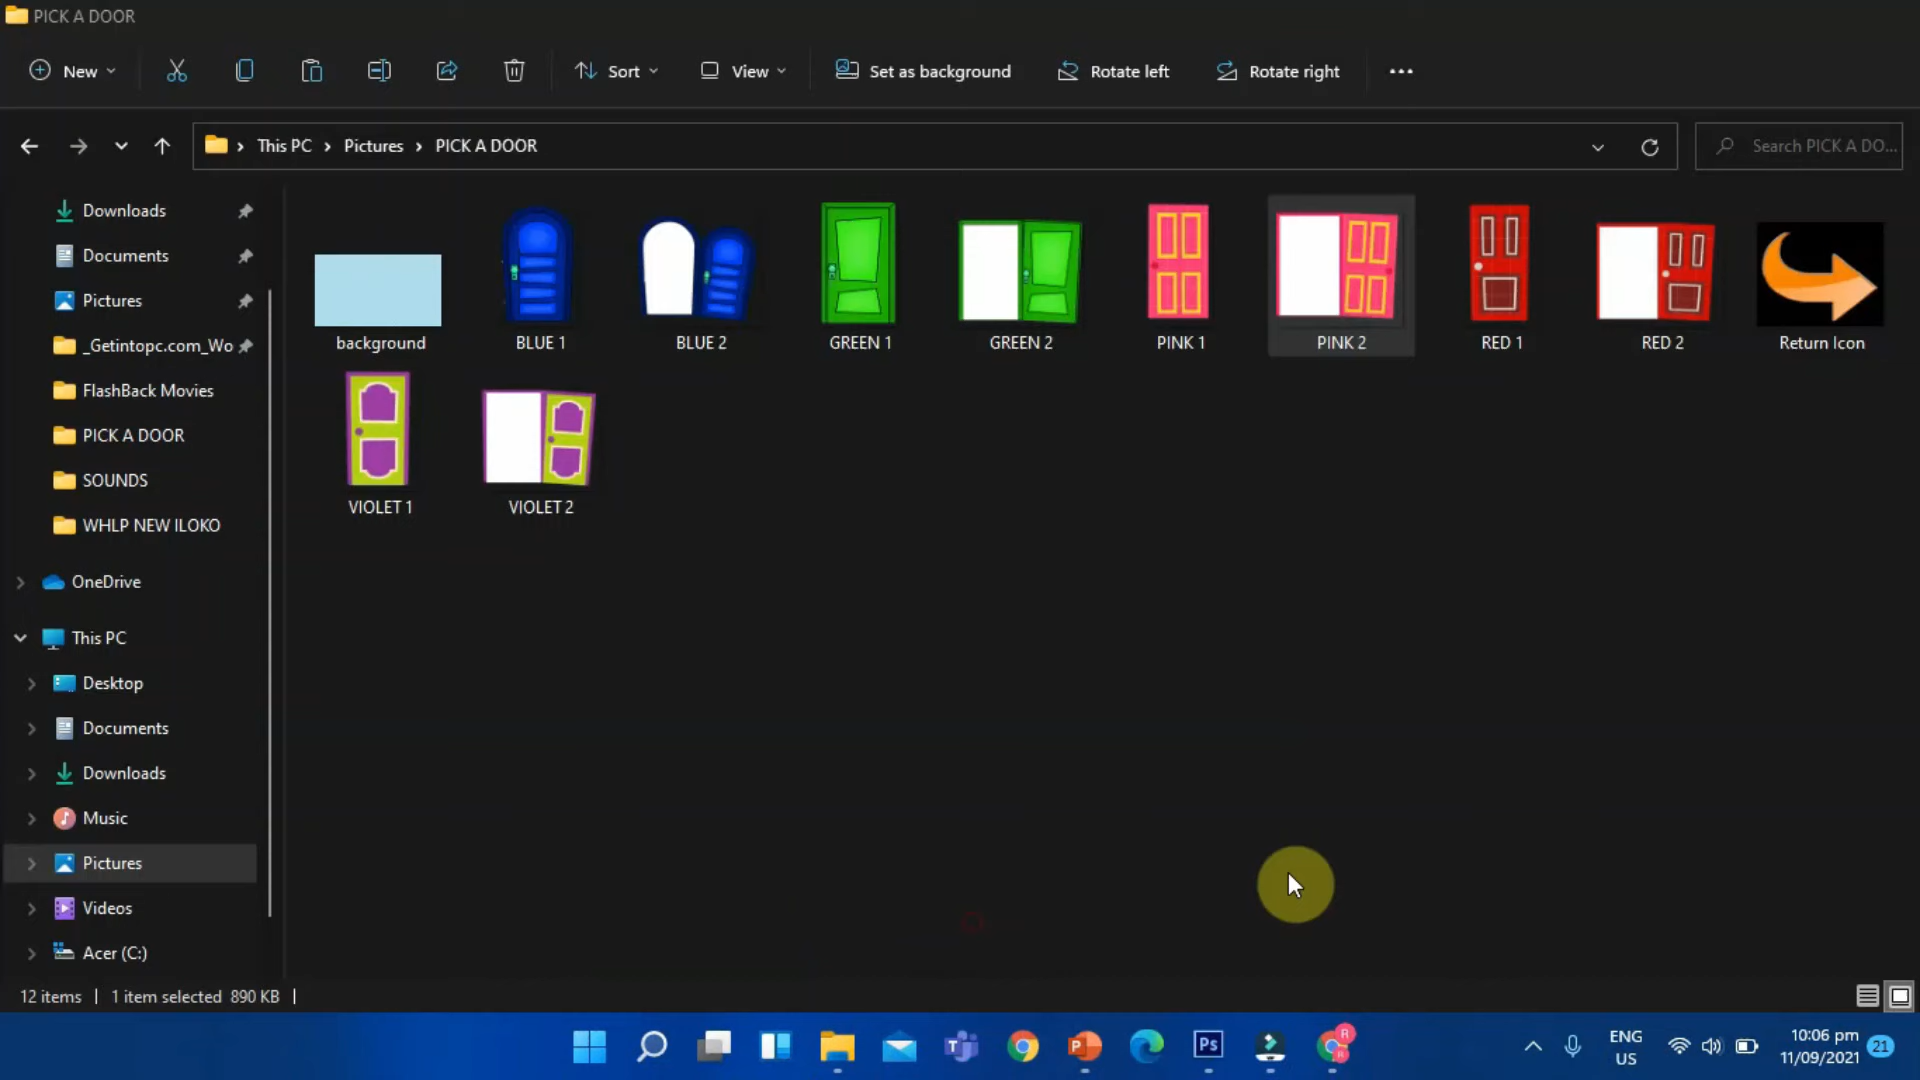 PICK A DOOR
New
Sort
View
Set as background
Rotate left
Rotate right
This PC
Pictures
PICK A DOOR
Search PICK A DO...
Downloads
Documents
Pictures
_Getintopc.com_Wo
FlashBack Movies
PICK A DOOR
SOUNDS
WHLP NEW ILOKO
OneDrive
This PC
Desktop
Documents
Downloads
Music
Pictures
Videos
Acer (C:)
background
BLUE 1
BLUE 2
GREEN 1
GREEN 2
PINK 1
PINK 2
RED 1
RED 2
Return Icon
VIOLET 1
VIOLET 2
12 items
1 item selected 890 KB
Ps
ENG
US
10:06 pm
11/09/2021
21